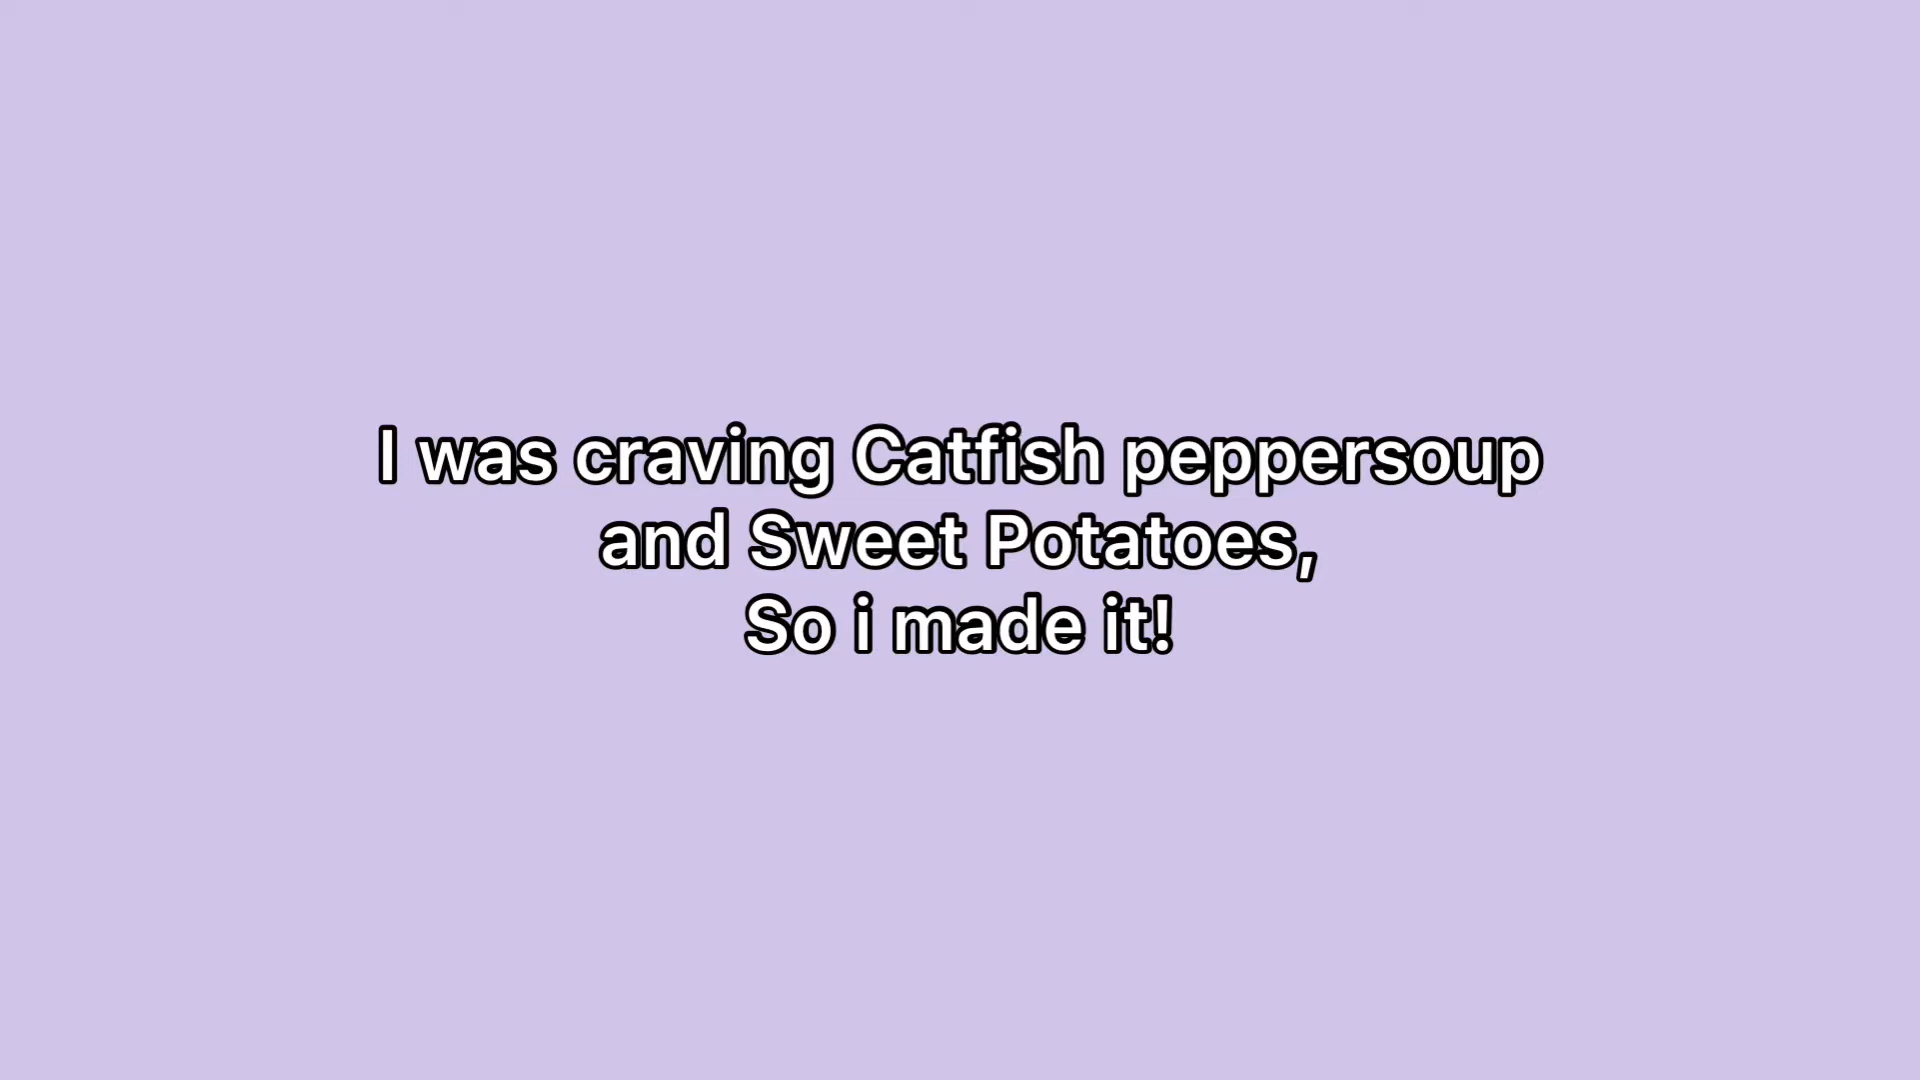 I was craving Catfish peppersoup
and Sweet Potatoes,
So i made it!